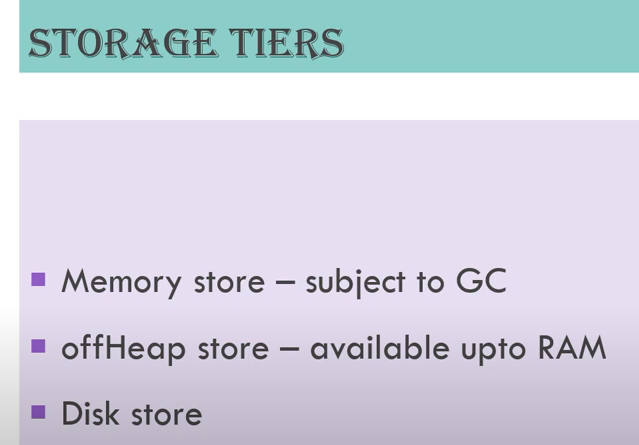 STORAGE TIERS
Memory store – subject to GC
offHeap store – available upto RAM
Disk store